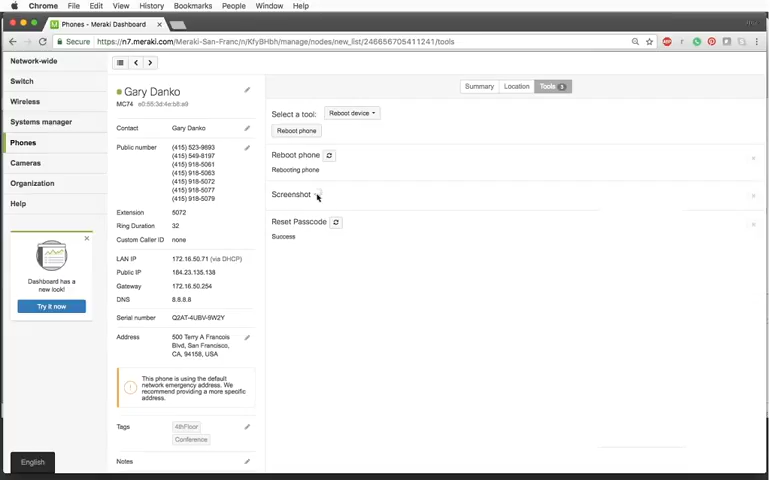 Chrome File Edit View History Bookmarks People Window Help
Phones - Meraki Dashboard
Secure https://n7.meraki.com/Meraki-San-Franc/n/KfyBHbh/manage/nodes/new_list/246656705411241/tools
Network-wide
Switch
Wireless
Systems manager
Phones
Cameras
Organization
Help
Dashboard has a
new look!
Try it now
English
Gary Danko
MC74 e0:55:3d:4e:b8:a9
Contact Gary Danko
Public number (415) 523-9693
(415) 549-8197
(415) 918-5061
(415) 918-5063
(415) 918-5072
(415) 918-5077
(415) 918-5079
Extension 5072
Ring Duration 32
Custom Caller ID none
LAN IP 172.16.50.71 (via DHCP)
Public IP 184.23.135.138
Gateway 172.16.50.254
DNS 8.8.8.8
Serial number Q2AT-4UBV-9W2Y
Address 500 Terry A Francois
Blvd, San Francisco,
CA, 94158, USA
This phone is using the default
network emergency address. We
recommend providing a more specific
address.
Tags 4thFloor
Conference
Notes
Summary Location Tools 3
Select a tool: Reboot device
Reboot phone
Reboot phone
Rebooting phone
Screenshot
Reset Passcode
Success